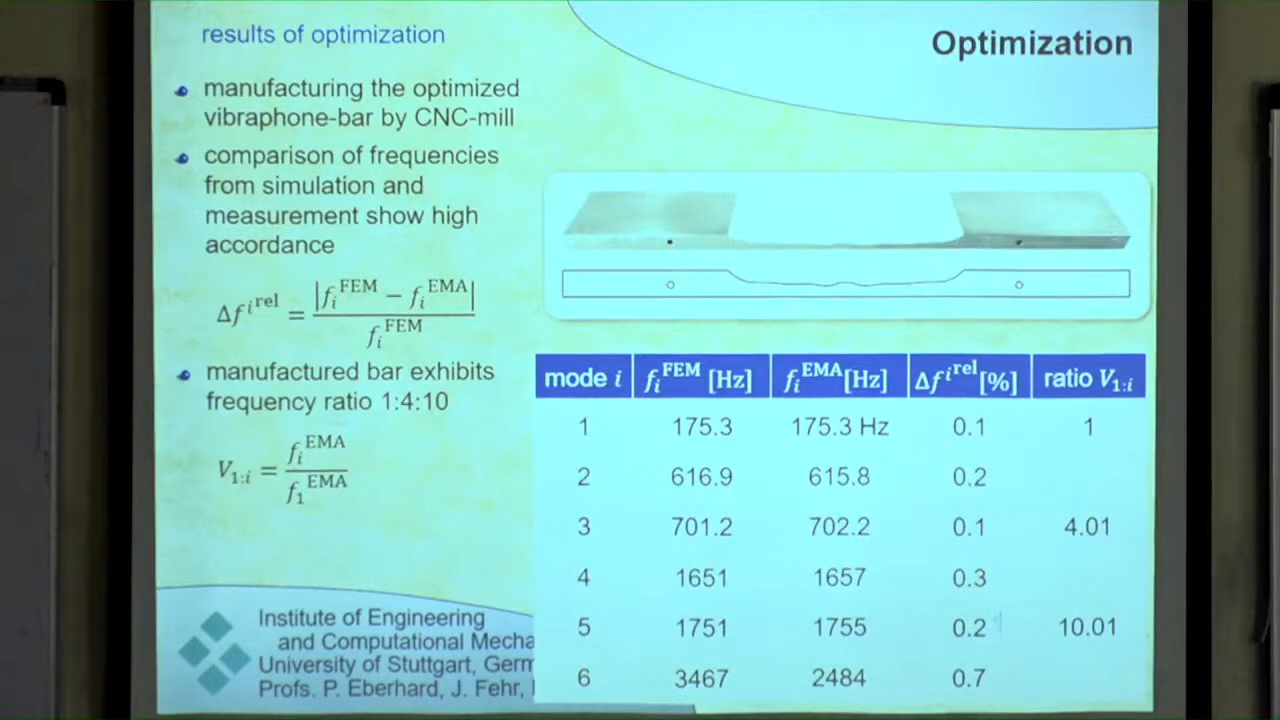 results of optimization
Optimization
manufacturing the optimized
vibraphone-bar by CNC-mill
comparison of frequencies
from simulation and
measurement show high
accordance
Δf^i^rel = |f_i^FEM − f_i^EMA| / f_i^FEM
manufactured bar exhibits
frequency ratio 1:4:10
V_1:i = f_i^EMA / f_1^EMA
mode i f_i^FEM [Hz] f_i^EMA[Hz] Δf^i^rel[%] ratio V_1:i
1 175.3 175.3 Hz 0.1 1
2 616.9 615.8 0.2
3 701.2 702.2 0.1 4.01
4 1651 1657 0.3
5 1751 1755 0.2 10.01
6 3467 2484 0.7
Institute of Engineering
and Computational Mecha
University of Stuttgart, Germ
Profs. P. Eberhard, J. Fehr,